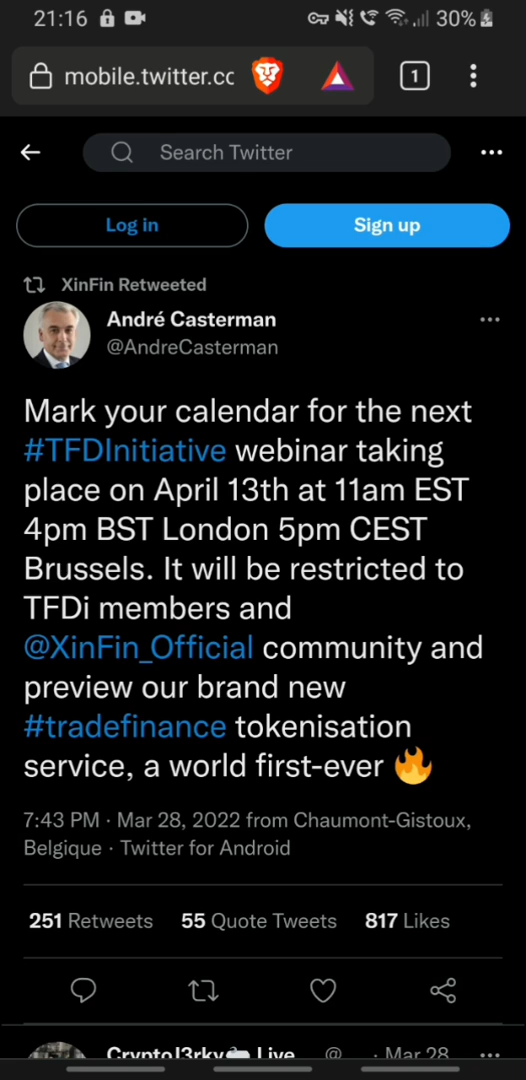 21:16 30%
mobile.twitter.cc 1
Search Twitter
Log in Sign up
XinFin Retweeted
André Casterman
@AndreCasterman
Mark your calendar for the next
#TFDInitiative webinar taking
place on April 13th at 11am EST
4pm BST London 5pm CEST
Brussels. It will be restricted to
TFDi members and
@XinFin_Official community and
preview our brand new
#tradefinance tokenisation
service, a world first-ever 🔥
7:43 PM · Mar 28, 2022 from Chaumont-Gistoux,
Belgique · Twitter for Android
251 Retweets 55 Quote Tweets 817 Likes
CryptoJ3rky Live @ · Mar 28